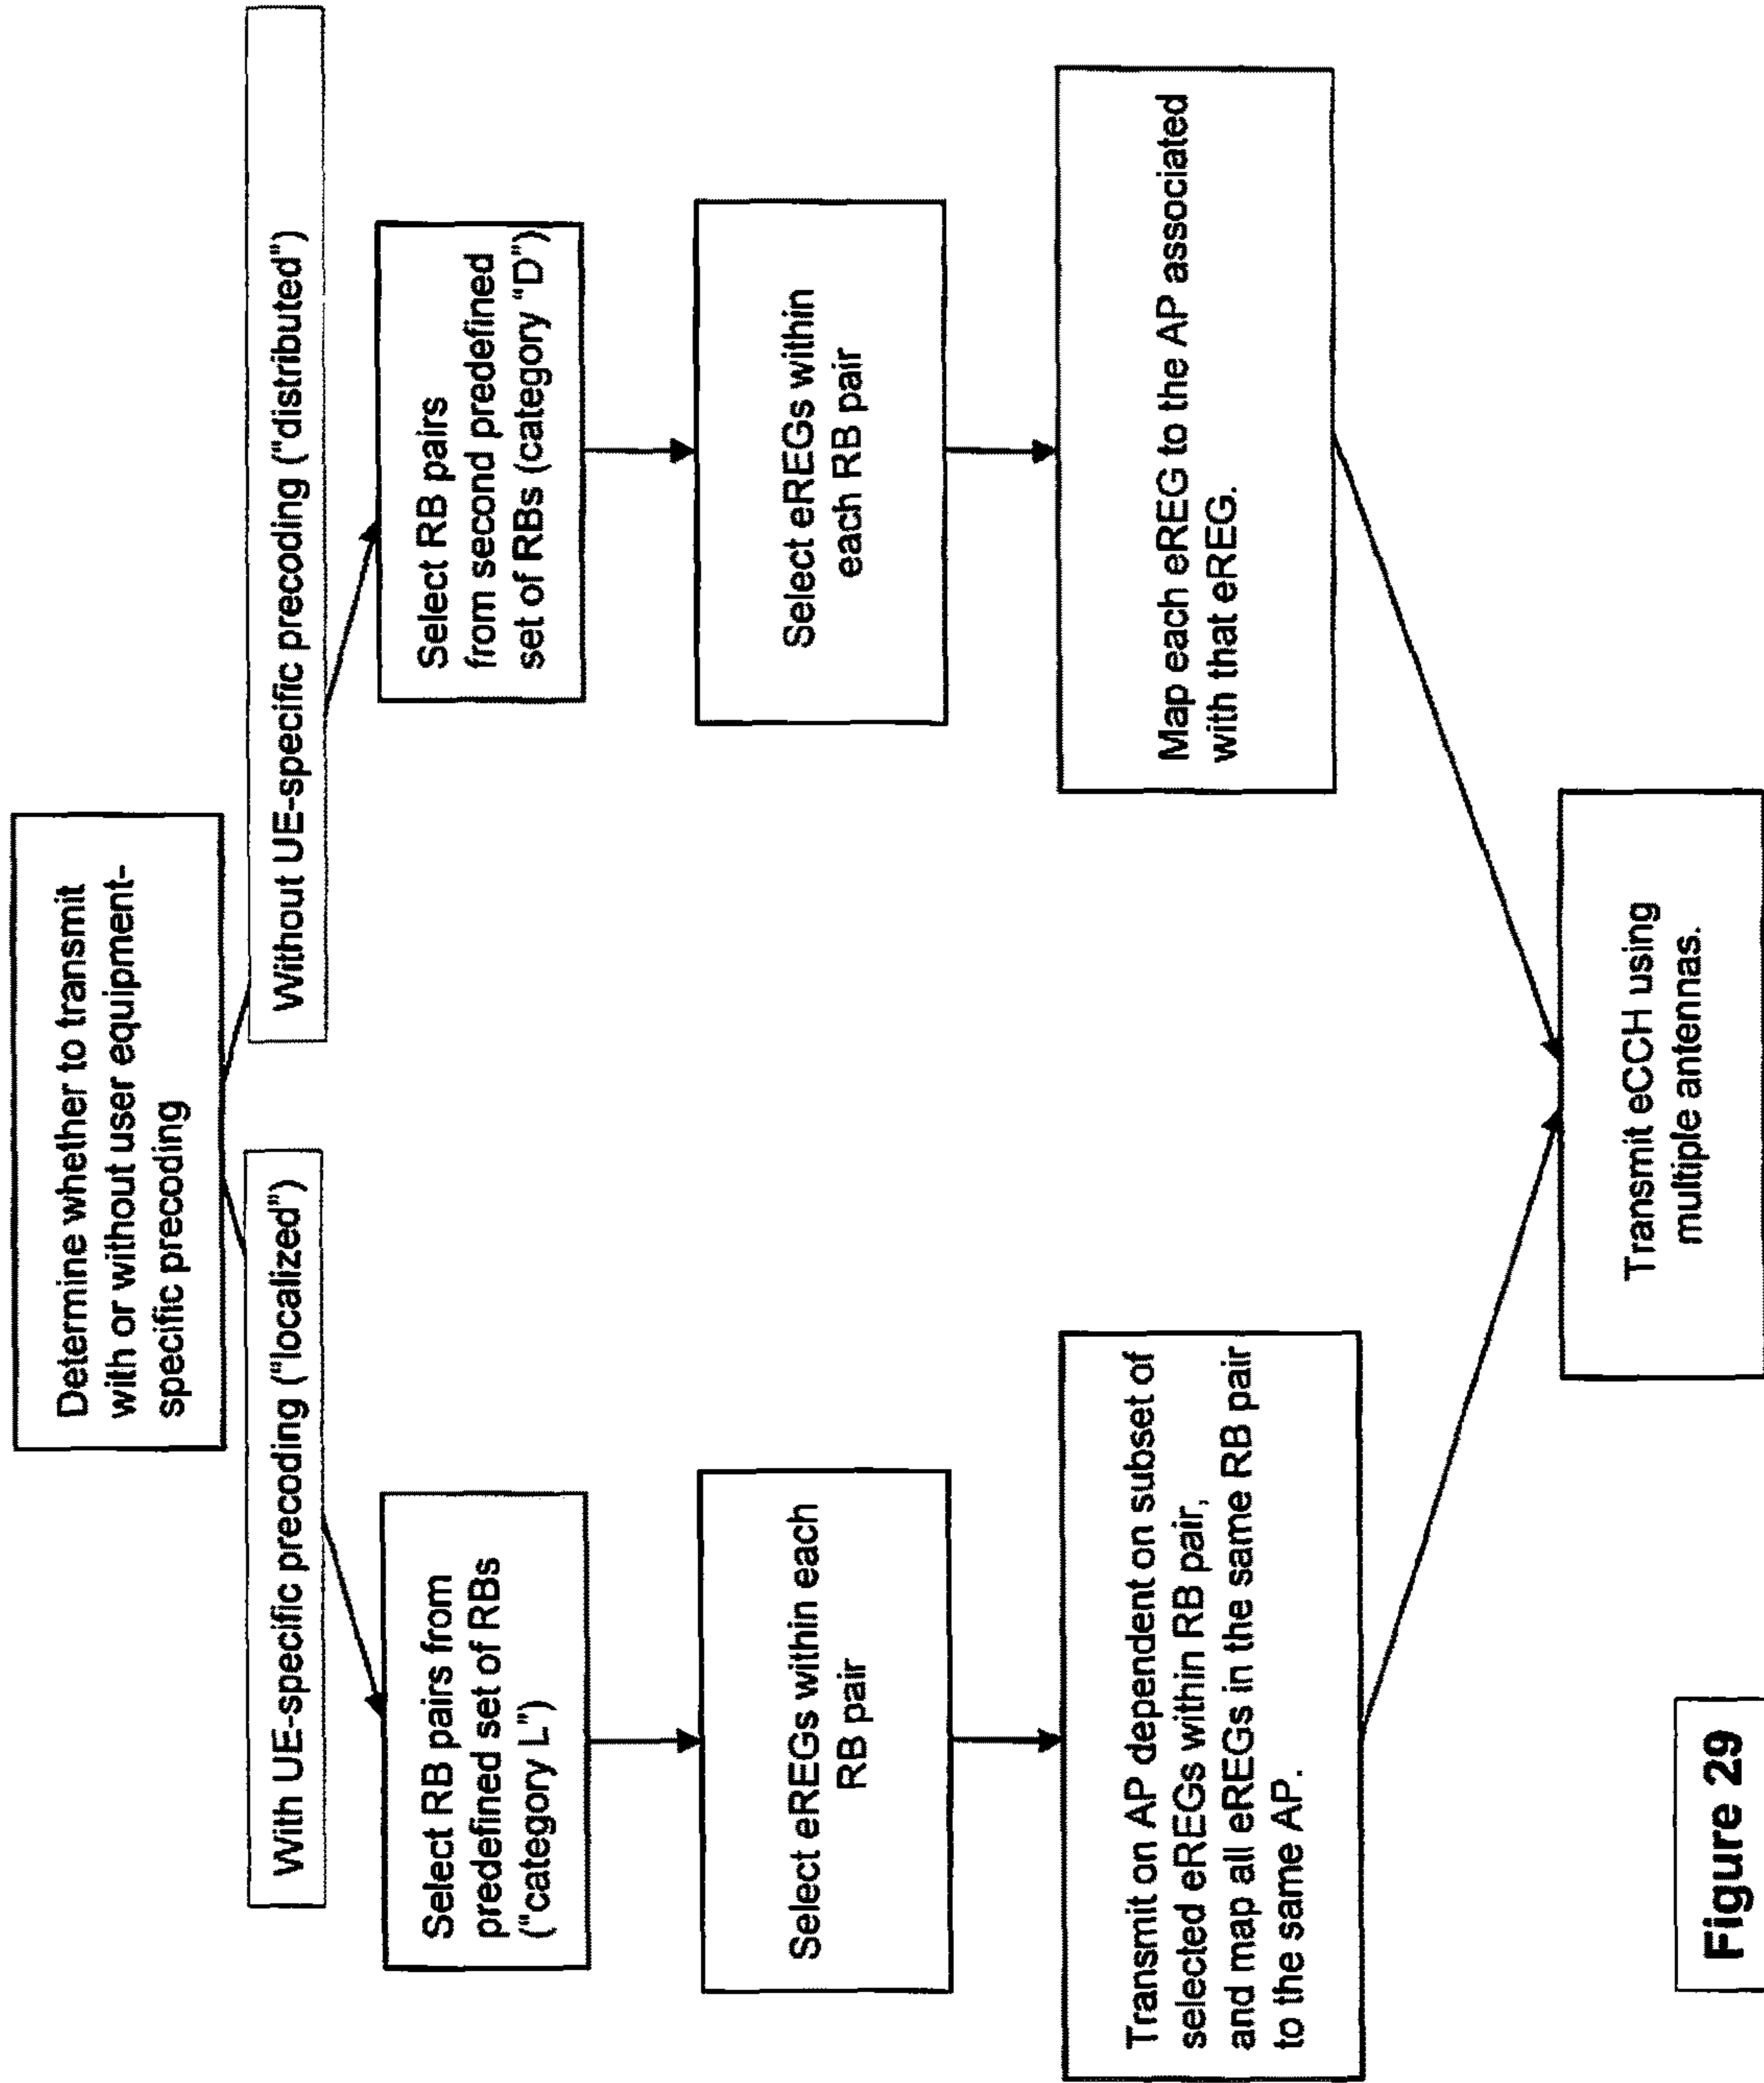 Determine whether to transmit
with or without user equipment-
specific precoding
With UE-specific precoding ("localized")
Without UE-specific precoding ("distributed")
Select RB pairs from
predefined set of RBs
("category L")
Select RB pairs
from second predefined
set of RBs (category "D")
Select eREGs within each
RB pair
Select eREGs within
each RB pair
Transmit on AP dependent on subset of
selected eREGs within RB pair,
and map all eREGs in the same RB pair
to the same AP.
Map each eREG to the AP associated
with that eREG.
Transmit eCCH using
multiple antennas.
Figure 29